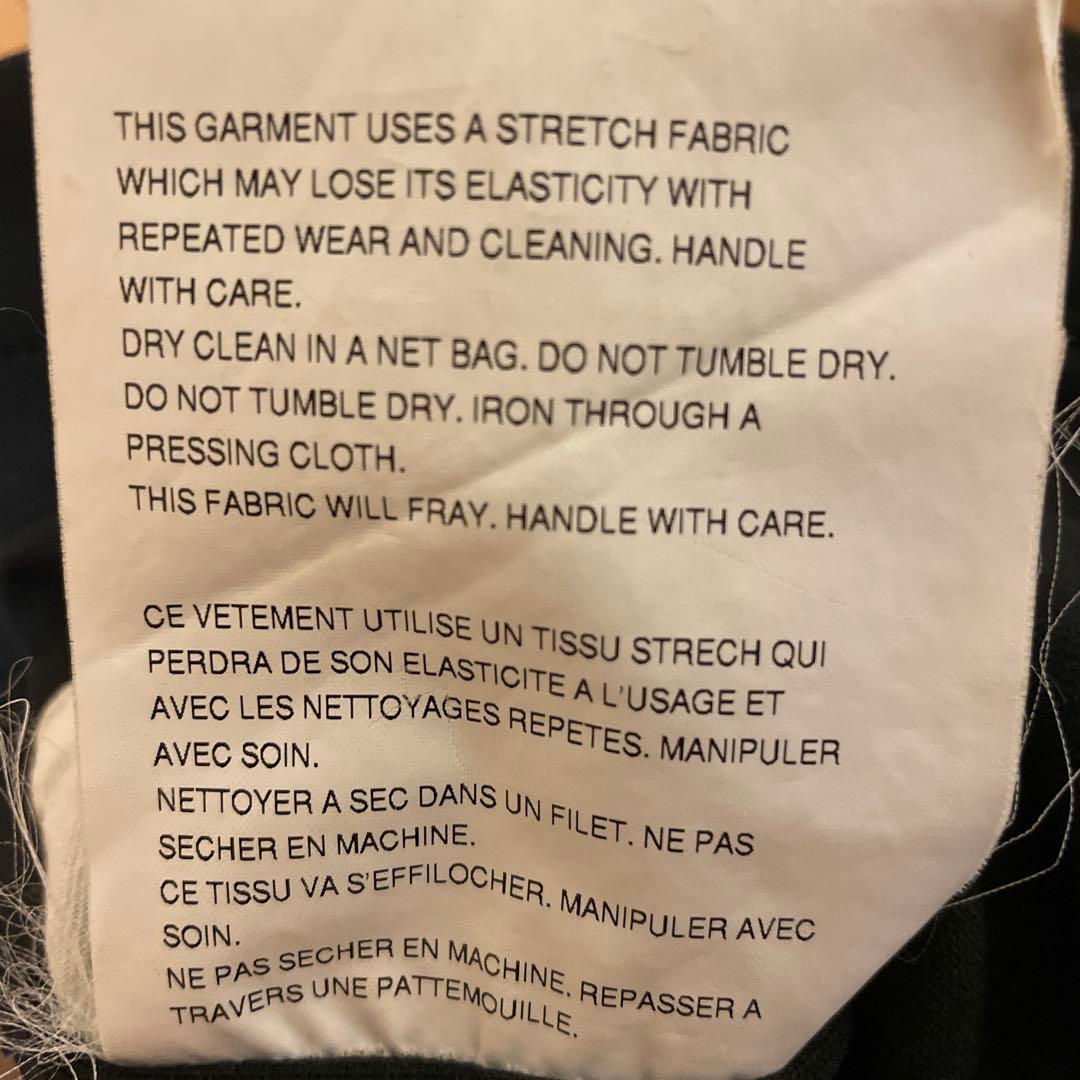 THIS GARMENT USES A STRETCH FABRIC
WHICH MAY LOSE ITS ELASTICITY WITH
REPEATED WEAR AND CLEANING. HANDLE
WITH CARE.
DRY CLEAN IN A NET BAG. DO NOT TUMBLE DRY.
DO NOT TUMBLE DRY. IRON THROUGH A
PRESSING CLOTH.
THIS FABRIC WILL FRAY. HANDLE WITH CARE.
CE VETEMENT UTILISE UN TISSU STRECH QUI
PERDRA DE SON ELASTICITE A L'USAGE ET
AVEC LES NETTOYAGES REPETES. MANIPULER
AVEC SOIN.
NETTOYER A SEC DANS UN FILET. NE PAS
SECHER EN MACHINE.
CE TISSU VA S'EFFILOCHER. MANIPULER AVEC
SOIN.
NE PAS SECHER EN MACHINE. REPASSER A
TRAVERS UNE PATTEMOUILLE.